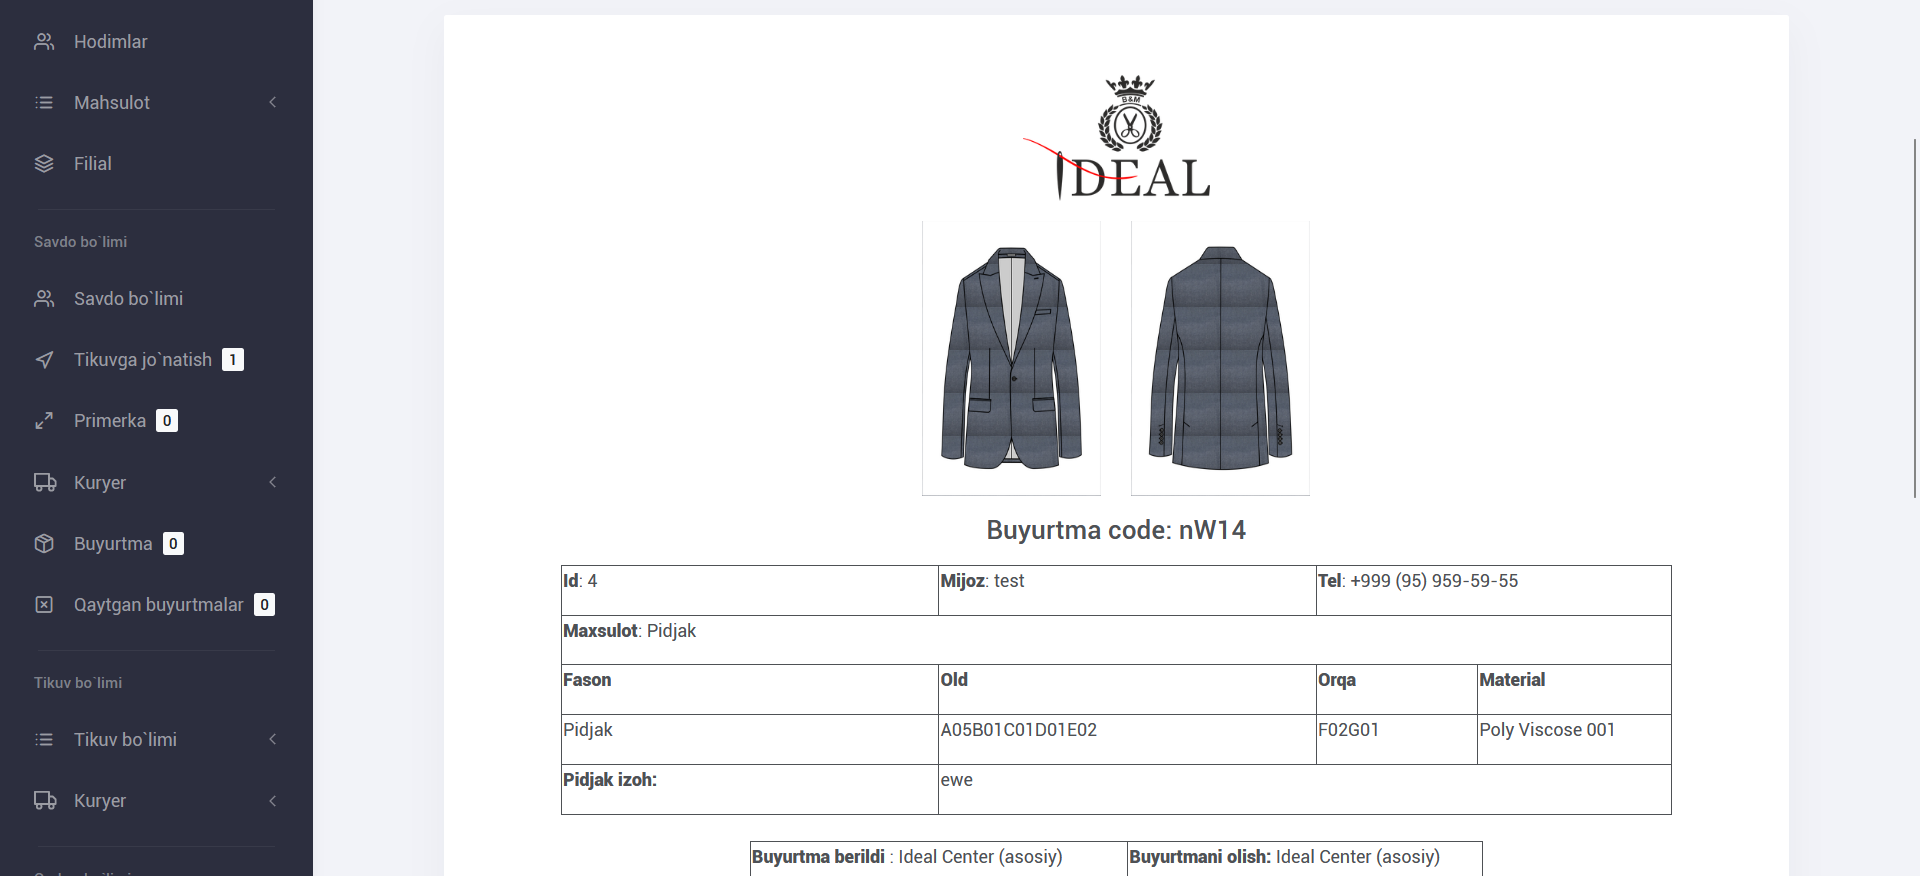 Hodimlar
Mahsulot
Filial
Savdo bo`limi
Savdo bo`limi
Tikuvga jo`natish 1
Primerka 0
Kuryer
Buyurtma 0
Qaytgan buyurtmalar 0
Tikuv bo`limi
Tikuv bo`limi
Kuryer
B&M
IDEAL
Buyurtma code: nW14
Id: 4 Mijoz: test Tel: +999 (95) 959-59-55
Maxsulot: Pidjak
Fason Old Orqa Material
Pidjak A05B01C01D01E02 F02G01 Poly Viscose 001
Pidjak izoh: ewe
Buyurtma berildi : Ideal Center (asosiy) Buyurtmani olish: Ideal Center (asosiy)